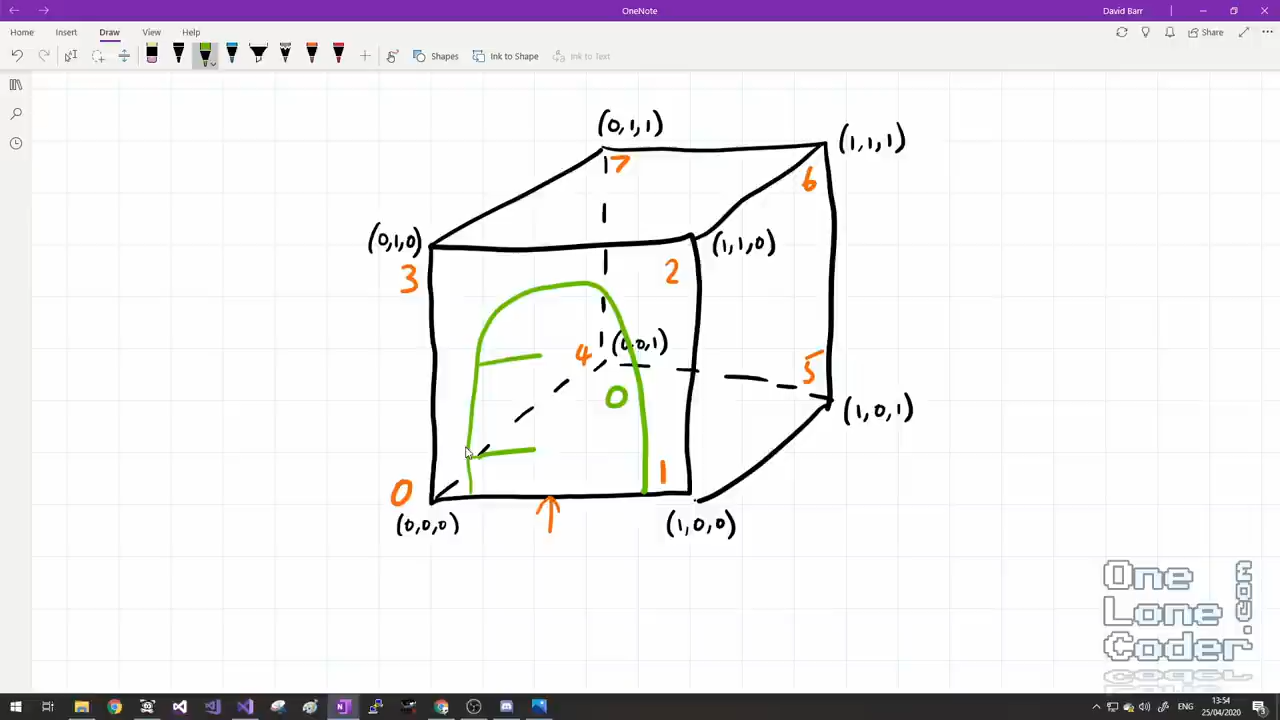 OneNote
David Barr
Home Insert Draw View Help
Share
Shapes
Ink to Shape
Ink to Text
(0,1,1)
(1,1,1)
7
6
(0,1,0)
(1,1,0)
3
2
4
(0,0,1)
5
0
(1,0,1)
1
0
(0,0,0)
(1,0,0)
One
Lone
Coder
.com
13:54
25/04/2020